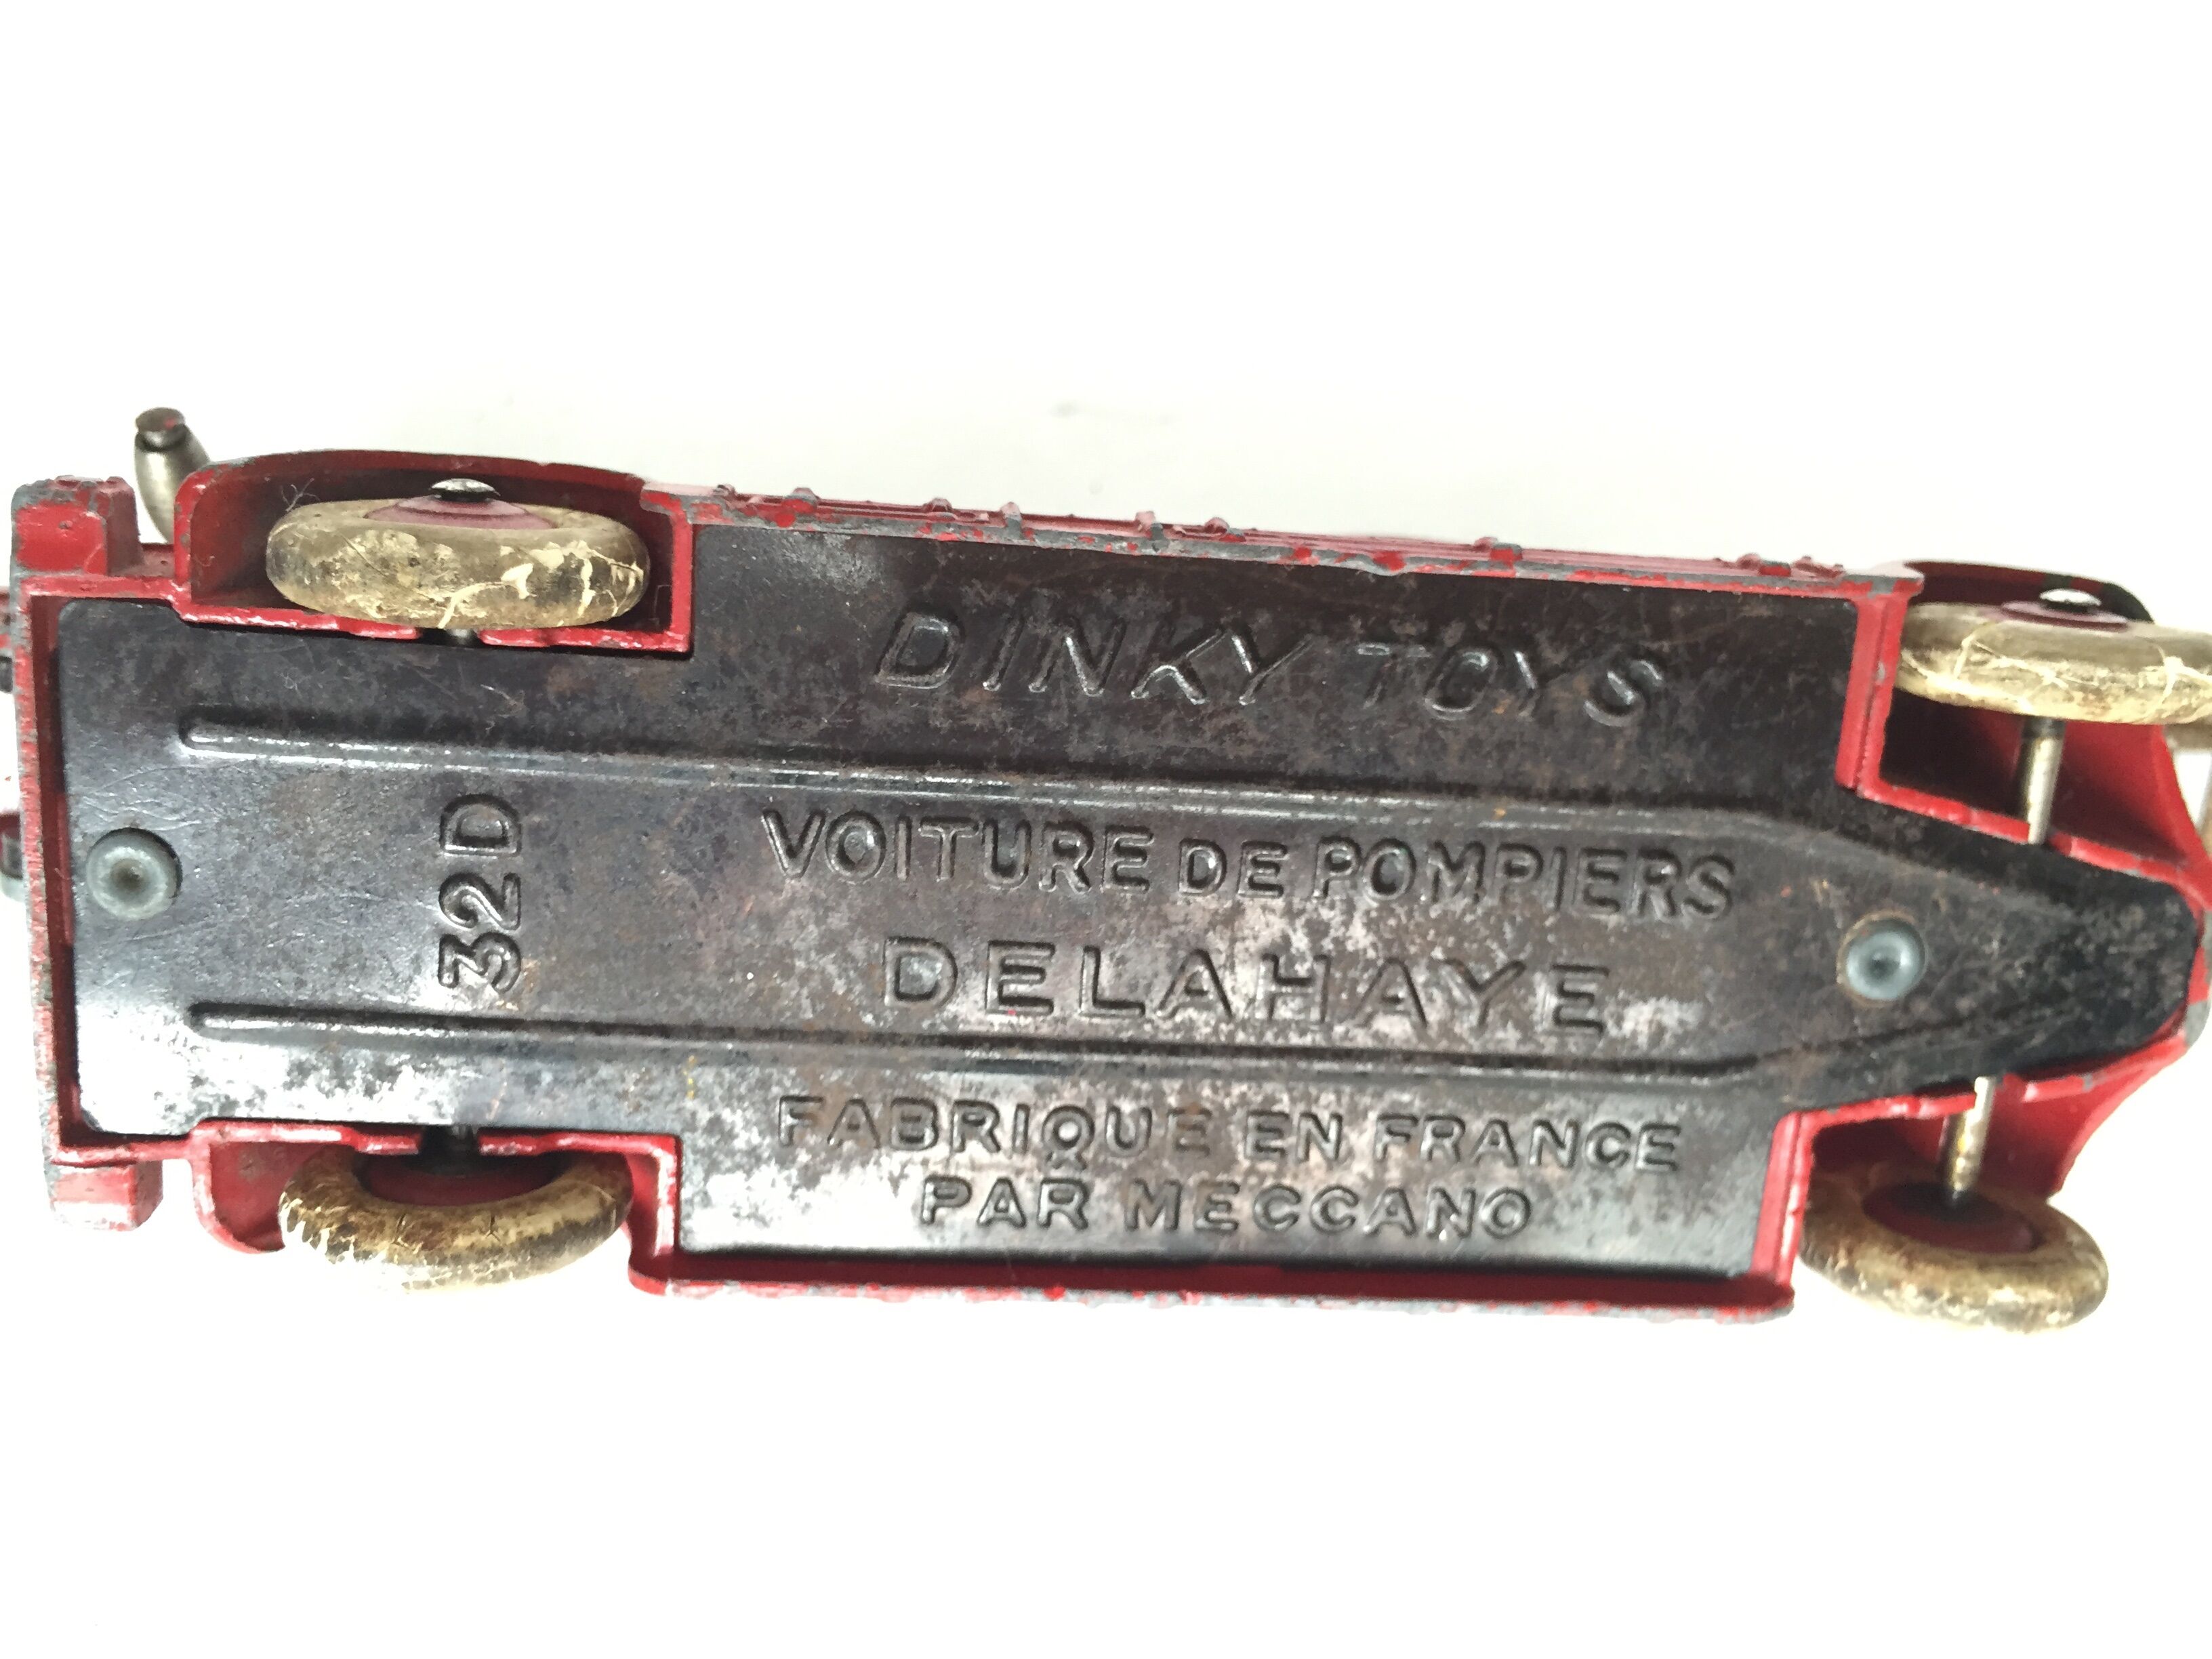 DINKY TOYS
32D
VOITURE DE POMPIERS
DELAHAYE
FABRIQUE EN FRANCE
PAR MECCANO